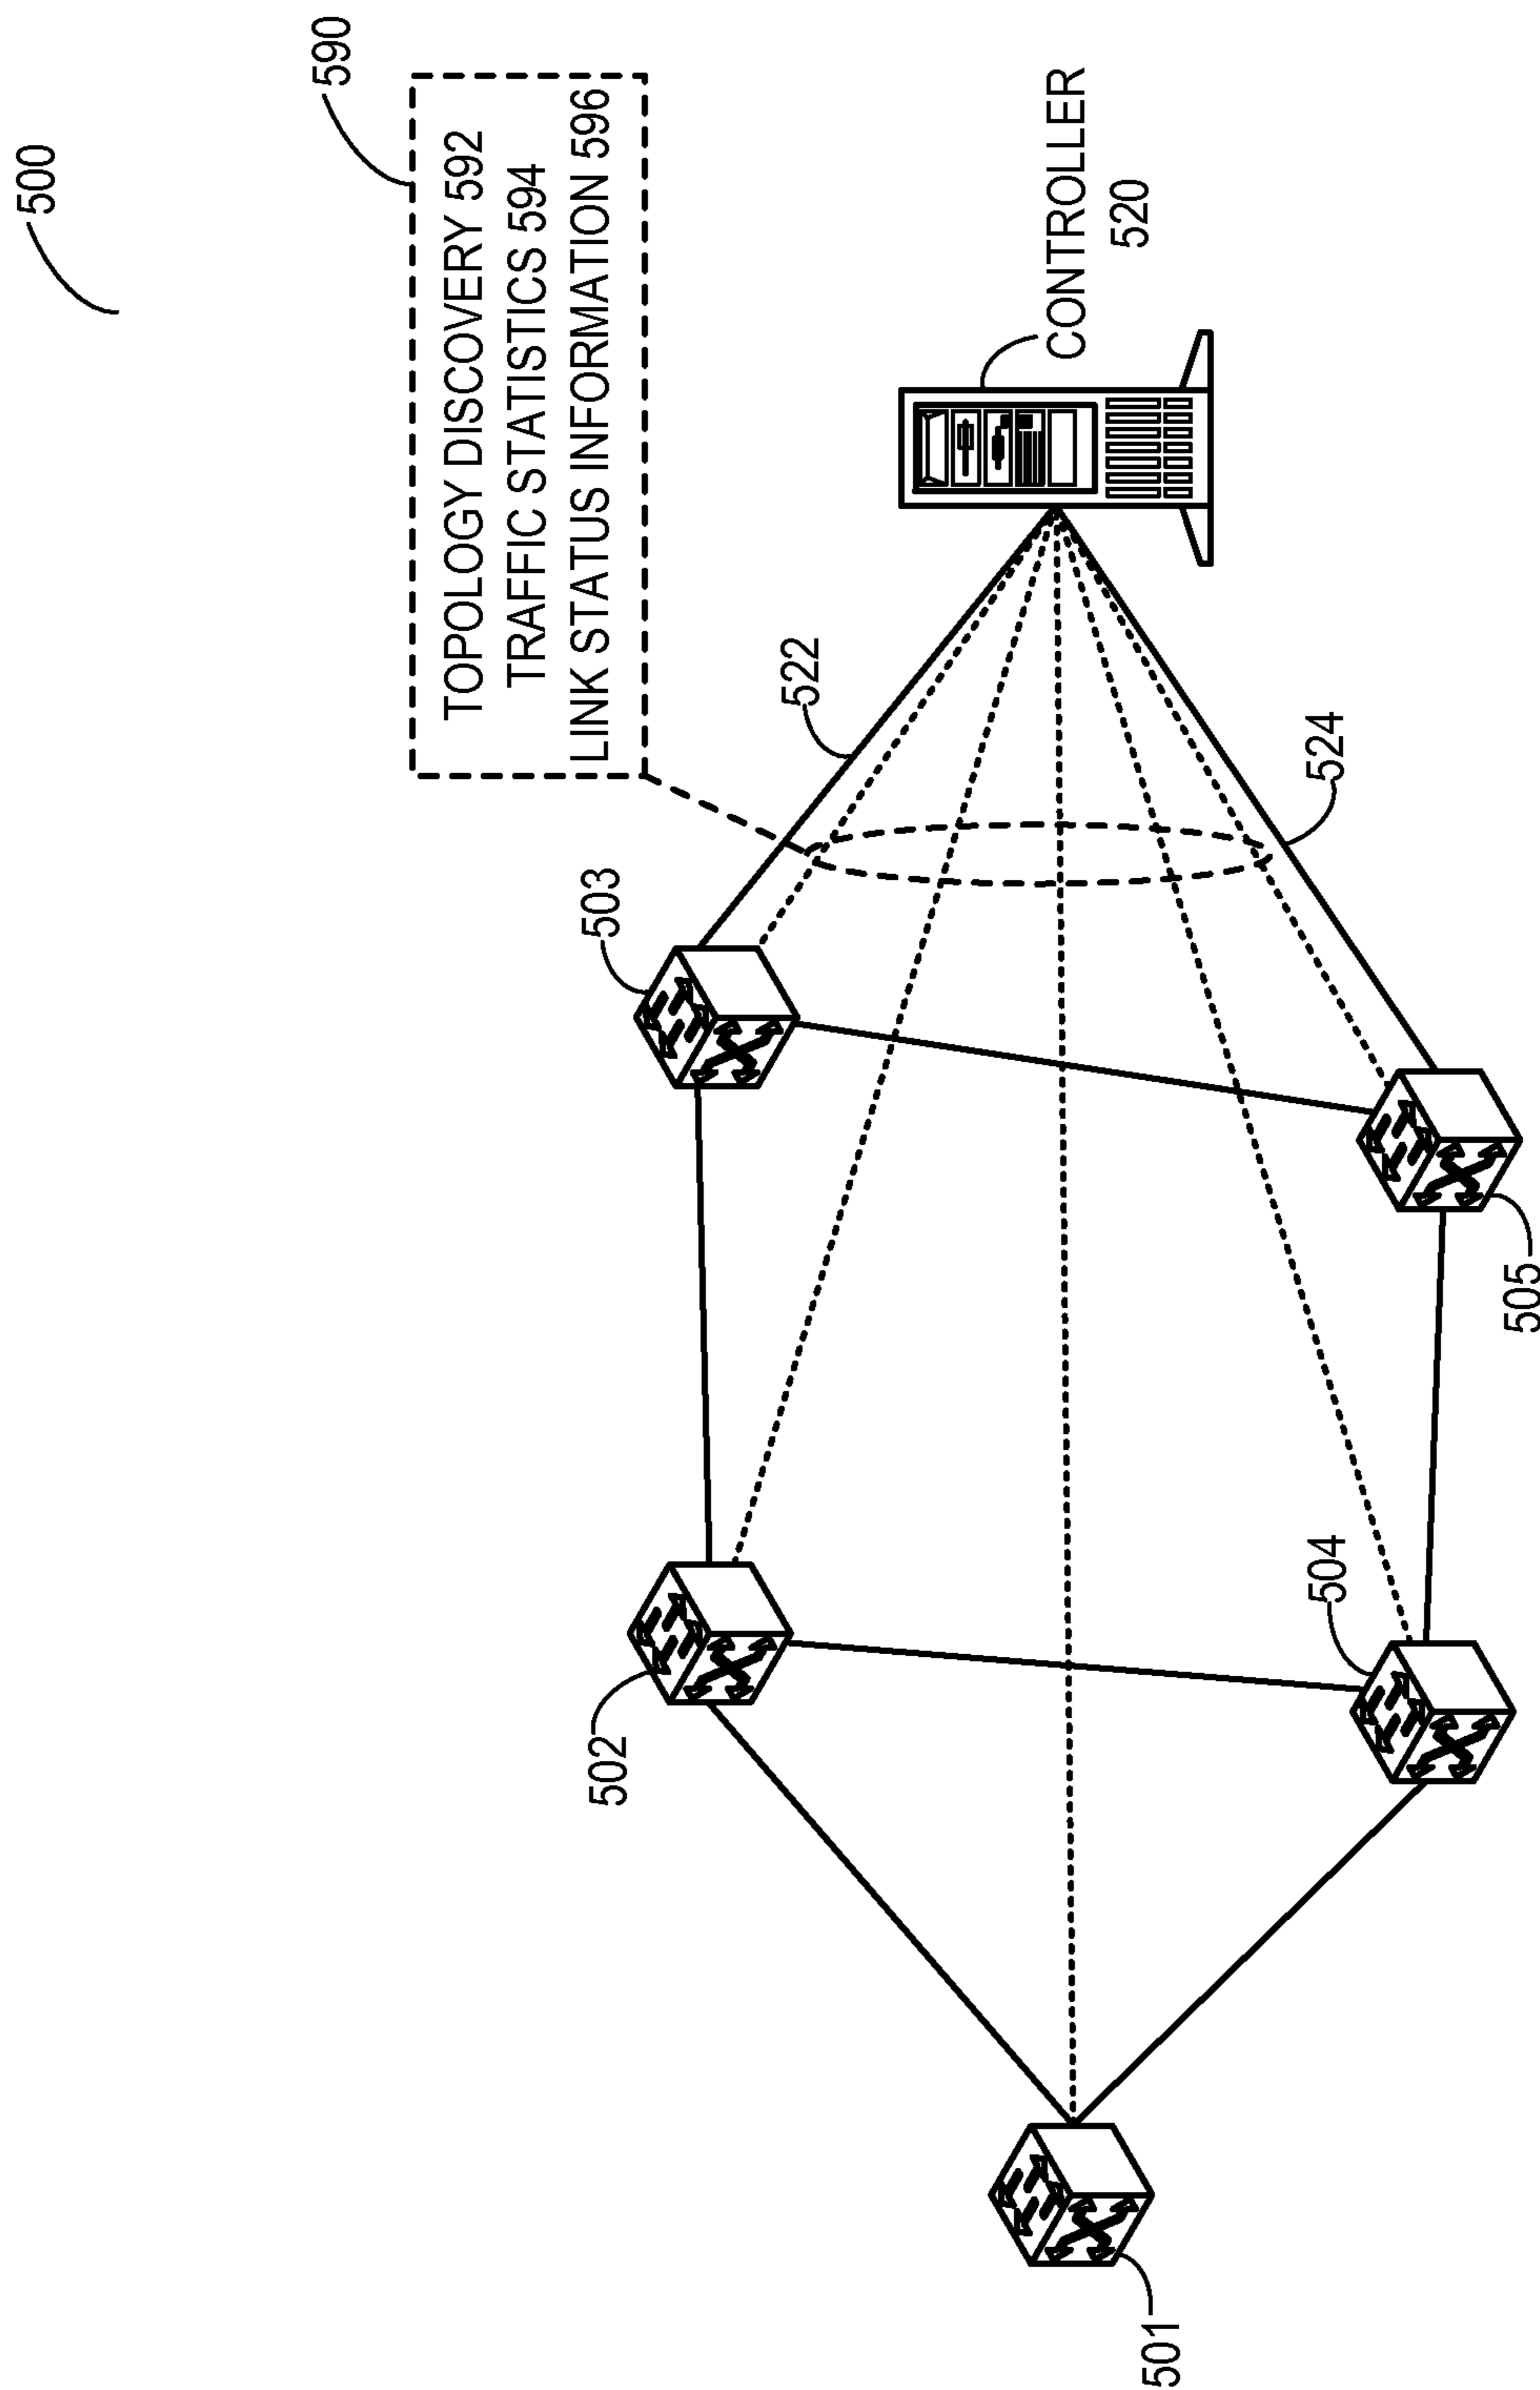 500
590
TOPOLOGY DISCOVERY 592
TRAFFIC STATISTICS 594
LINK STATUS INFORMATION 596
CONTROLLER
520
522
524
503
505
502
504
501